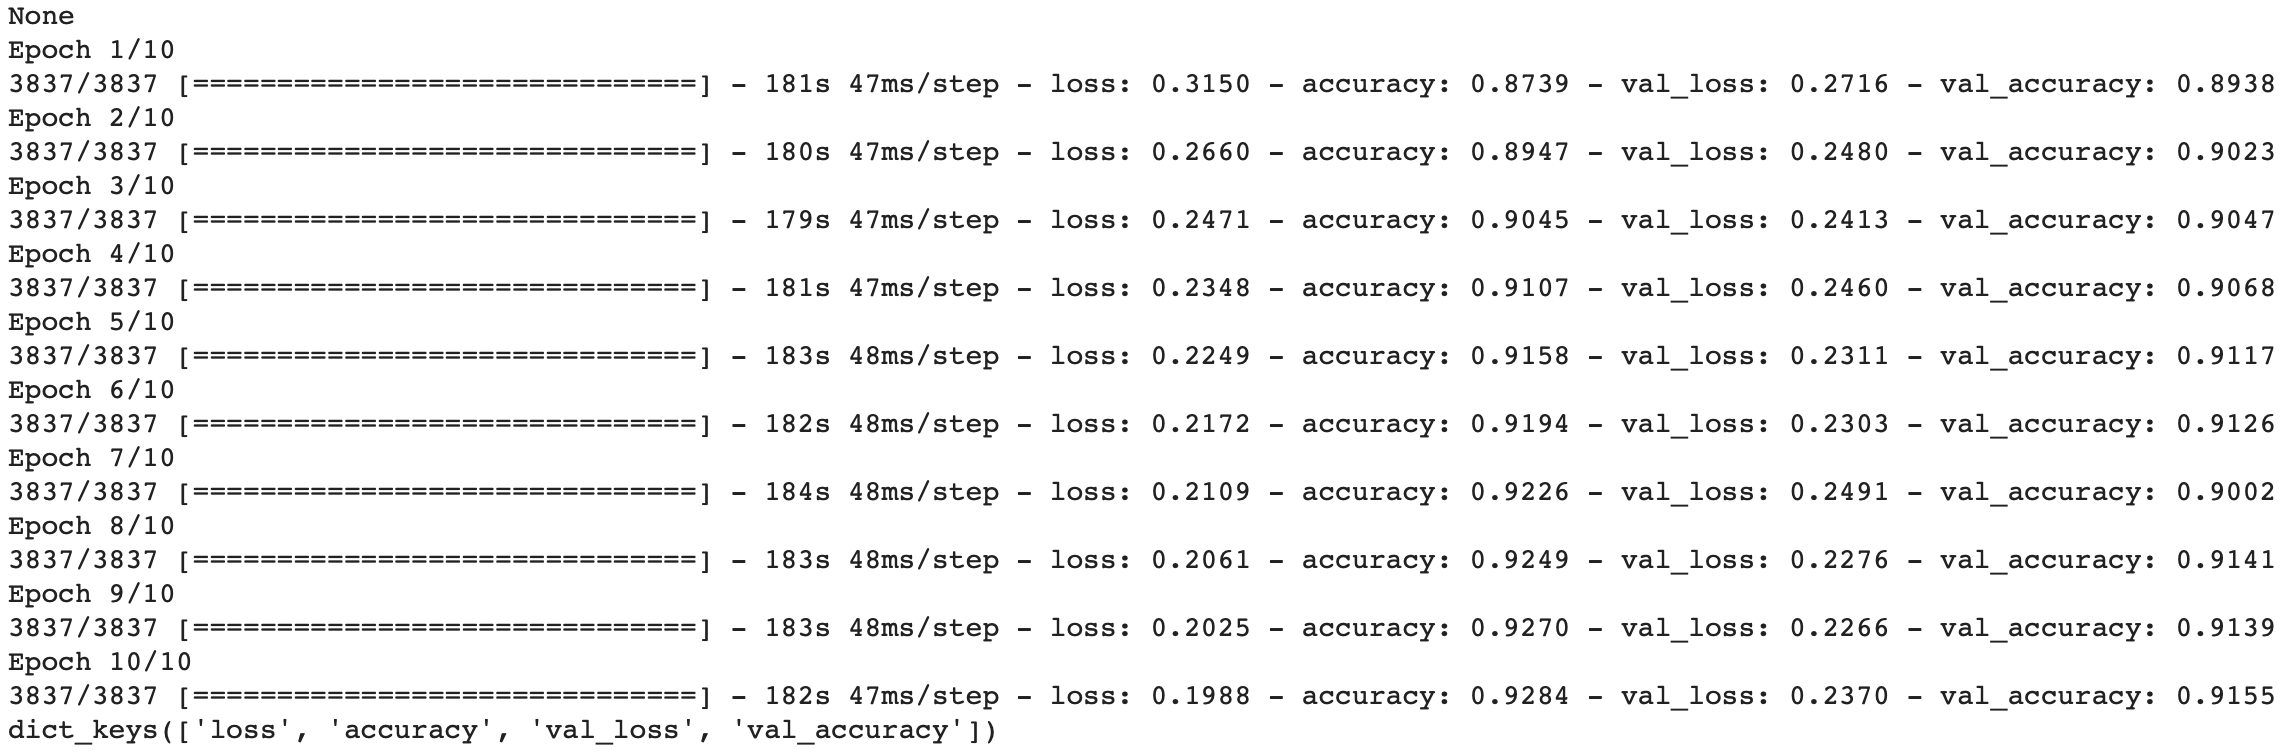 None
Epoch 1/10
3837/3837 [==============================] - 181s 47ms/step - loss: 0.3150 - accuracy: 0.8739 - val_loss: 0.2716 - val_accuracy: 0.8938
Epoch 2/10
3837/3837 [==============================] - 180s 47ms/step - loss: 0.2660 - accuracy: 0.8947 - val_loss: 0.2480 - val_accuracy: 0.9023
Epoch 3/10
3837/3837 [==============================] - 179s 47ms/step - loss: 0.2471 - accuracy: 0.9045 - val_loss: 0.2413 - val_accuracy: 0.9047
Epoch 4/10
3837/3837 [==============================] - 181s 47ms/step - loss: 0.2348 - accuracy: 0.9107 - val_loss: 0.2460 - val_accuracy: 0.9068
Epoch 5/10
3837/3837 [==============================] - 183s 48ms/step - loss: 0.2249 - accuracy: 0.9158 - val_loss: 0.2311 - val_accuracy: 0.9117
Epoch 6/10
3837/3837 [==============================] - 182s 48ms/step - loss: 0.2172 - accuracy: 0.9194 - val_loss: 0.2303 - val_accuracy: 0.9126
Epoch 7/10
3837/3837 [==============================] - 184s 48ms/step - loss: 0.2109 - accuracy: 0.9226 - val_loss: 0.2491 - val_accuracy: 0.9002
Epoch 8/10
3837/3837 [==============================] - 183s 48ms/step - loss: 0.2061 - accuracy: 0.9249 - val_loss: 0.2276 - val_accuracy: 0.9141
Epoch 9/10
3837/3837 [==============================] - 183s 48ms/step - loss: 0.2025 - accuracy: 0.9270 - val_loss: 0.2266 - val_accuracy: 0.9139
Epoch 10/10
3837/3837 [==============================] - 182s 47ms/step - loss: 0.1988 - accuracy: 0.9284 - val_loss: 0.2370 - val_accuracy: 0.9155
dict_keys(['loss', 'accuracy', 'val_loss', 'val_accuracy'])